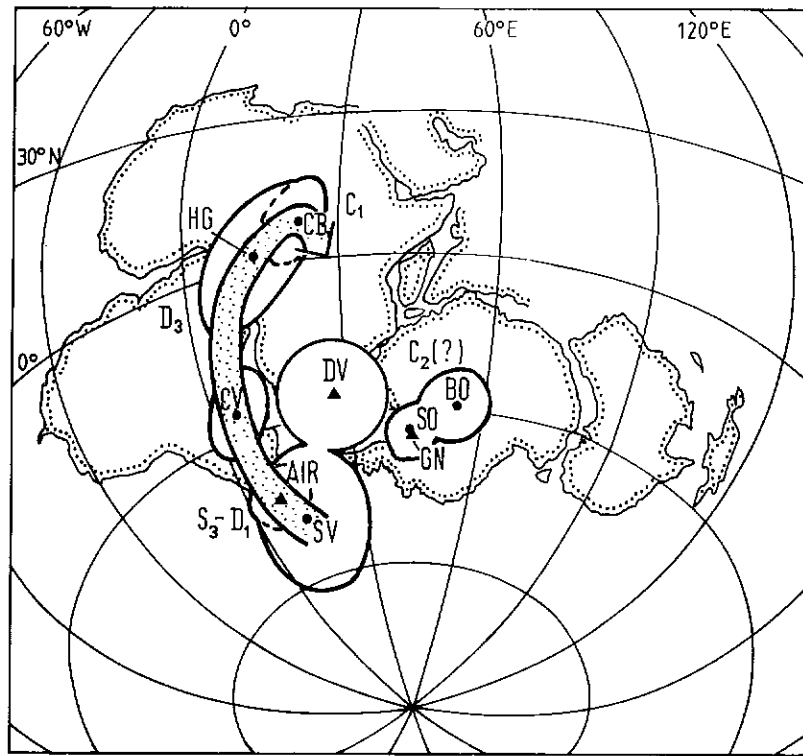 60°W 0° 60°E 120°E
30°N
HG CB C₁
D₃
0°
C₂(?)
DV
CV BO
SO
GN
AIR
S₃-D₁ SV